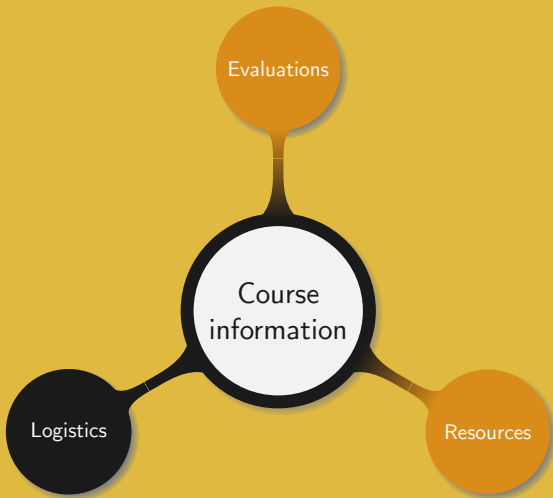 Evaluations
Course
information
Logistics
Resources